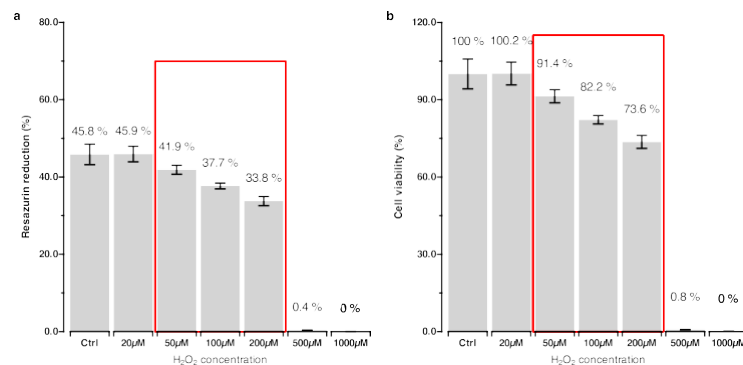 a
80.0
60.0
40.0
20.0
0.0
Resazurin reduction (%)
45.8 %
45.9 %
41.9 %
37.7 %
33.8 %
0.4 %
0 %
Ctrl
20µM
50µM
100µM
200µM
500µM
1000µM
H₂O₂ concentration
b
120.0
90.0
60.0
30.0
0.0
Cell viability (%)
100 %
100.2 %
91.4 %
82.2 %
73.6 %
0.8 %
0 %
Ctrl
20µM
50µM
100µM
200µM
500µM
1000µM
H₂O₂ concentration